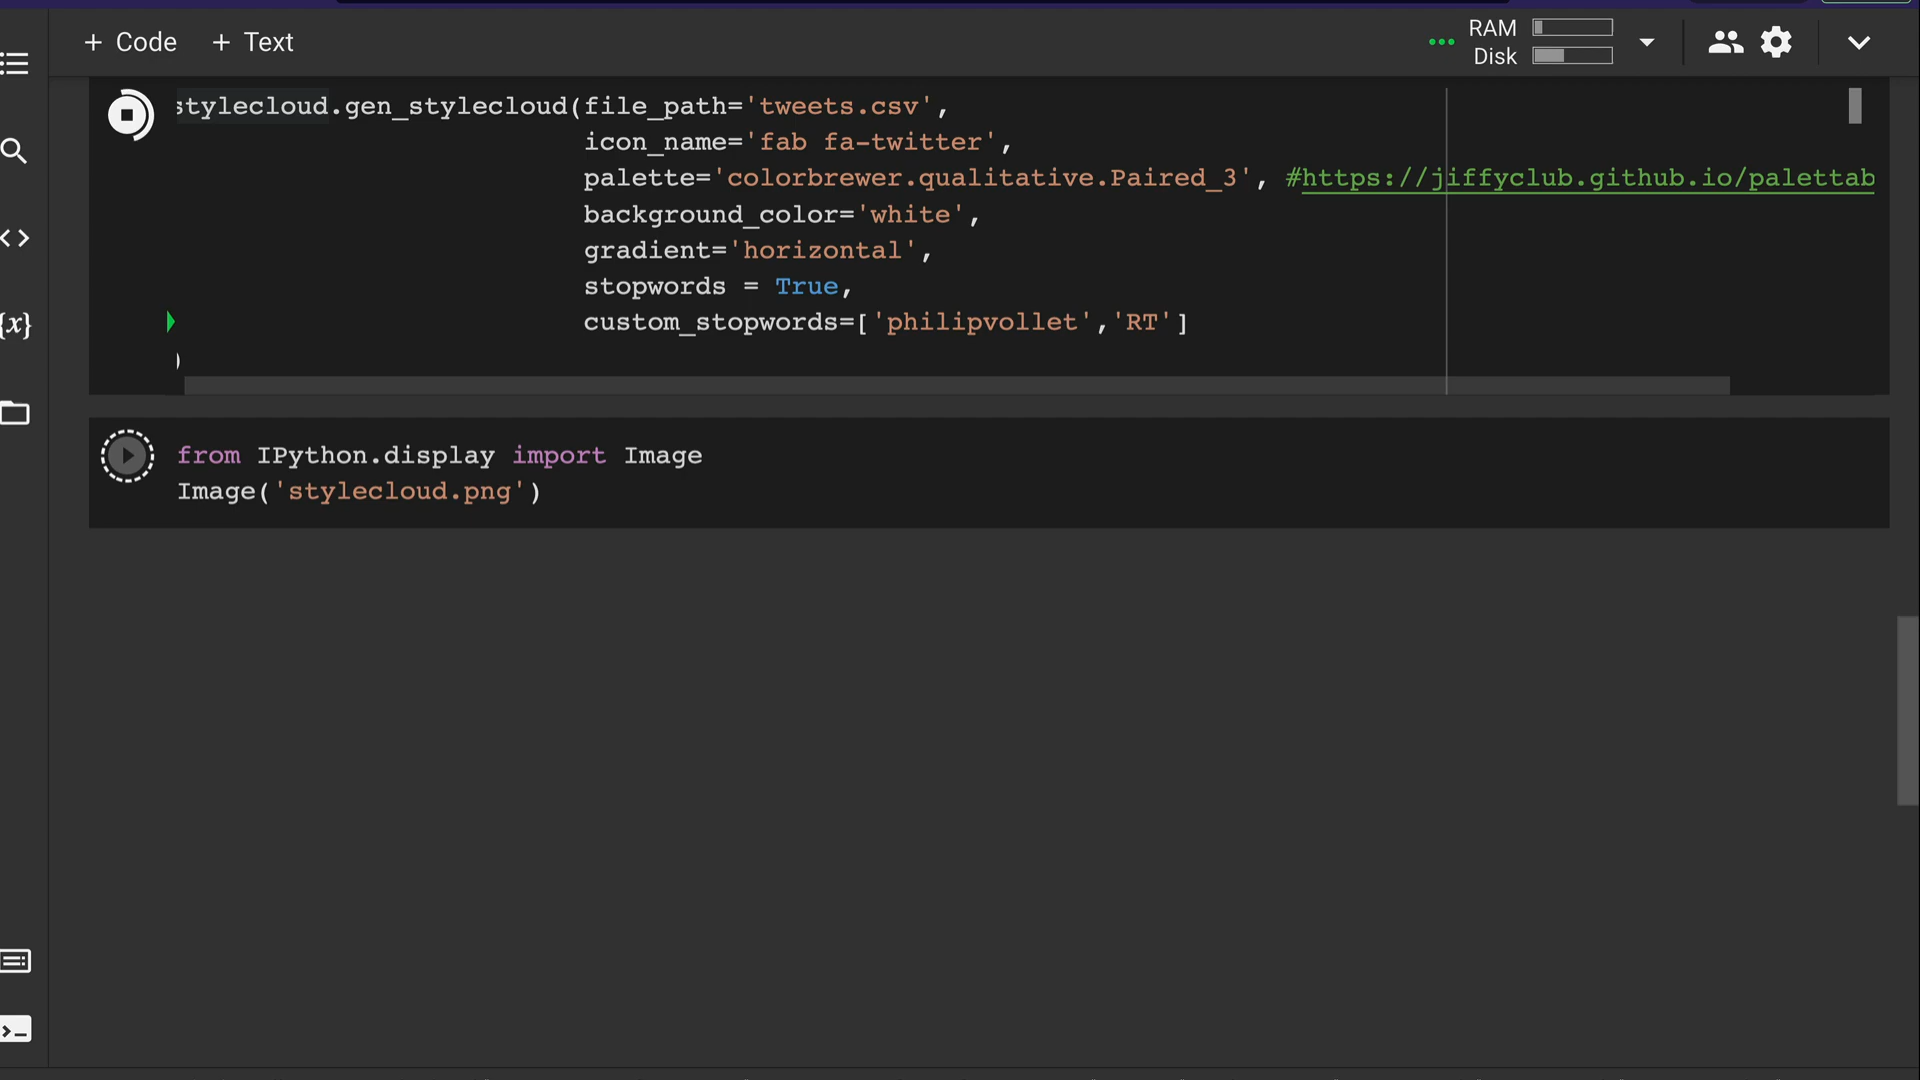 + Code + Text
RAM
Disk
stylecloud.gen_stylecloud(file_path='tweets.csv',
icon_name='fab fa-twitter',
palette='colorbrewer.qualitative.Paired_3', #https://jiffyclub.github.io/palettab
background_color='white',
gradient='horizontal',
stopwords = True,
custom_stopwords=['philipvollet','RT']
)
{x}
from IPython.display import Image
Image('stylecloud.png')